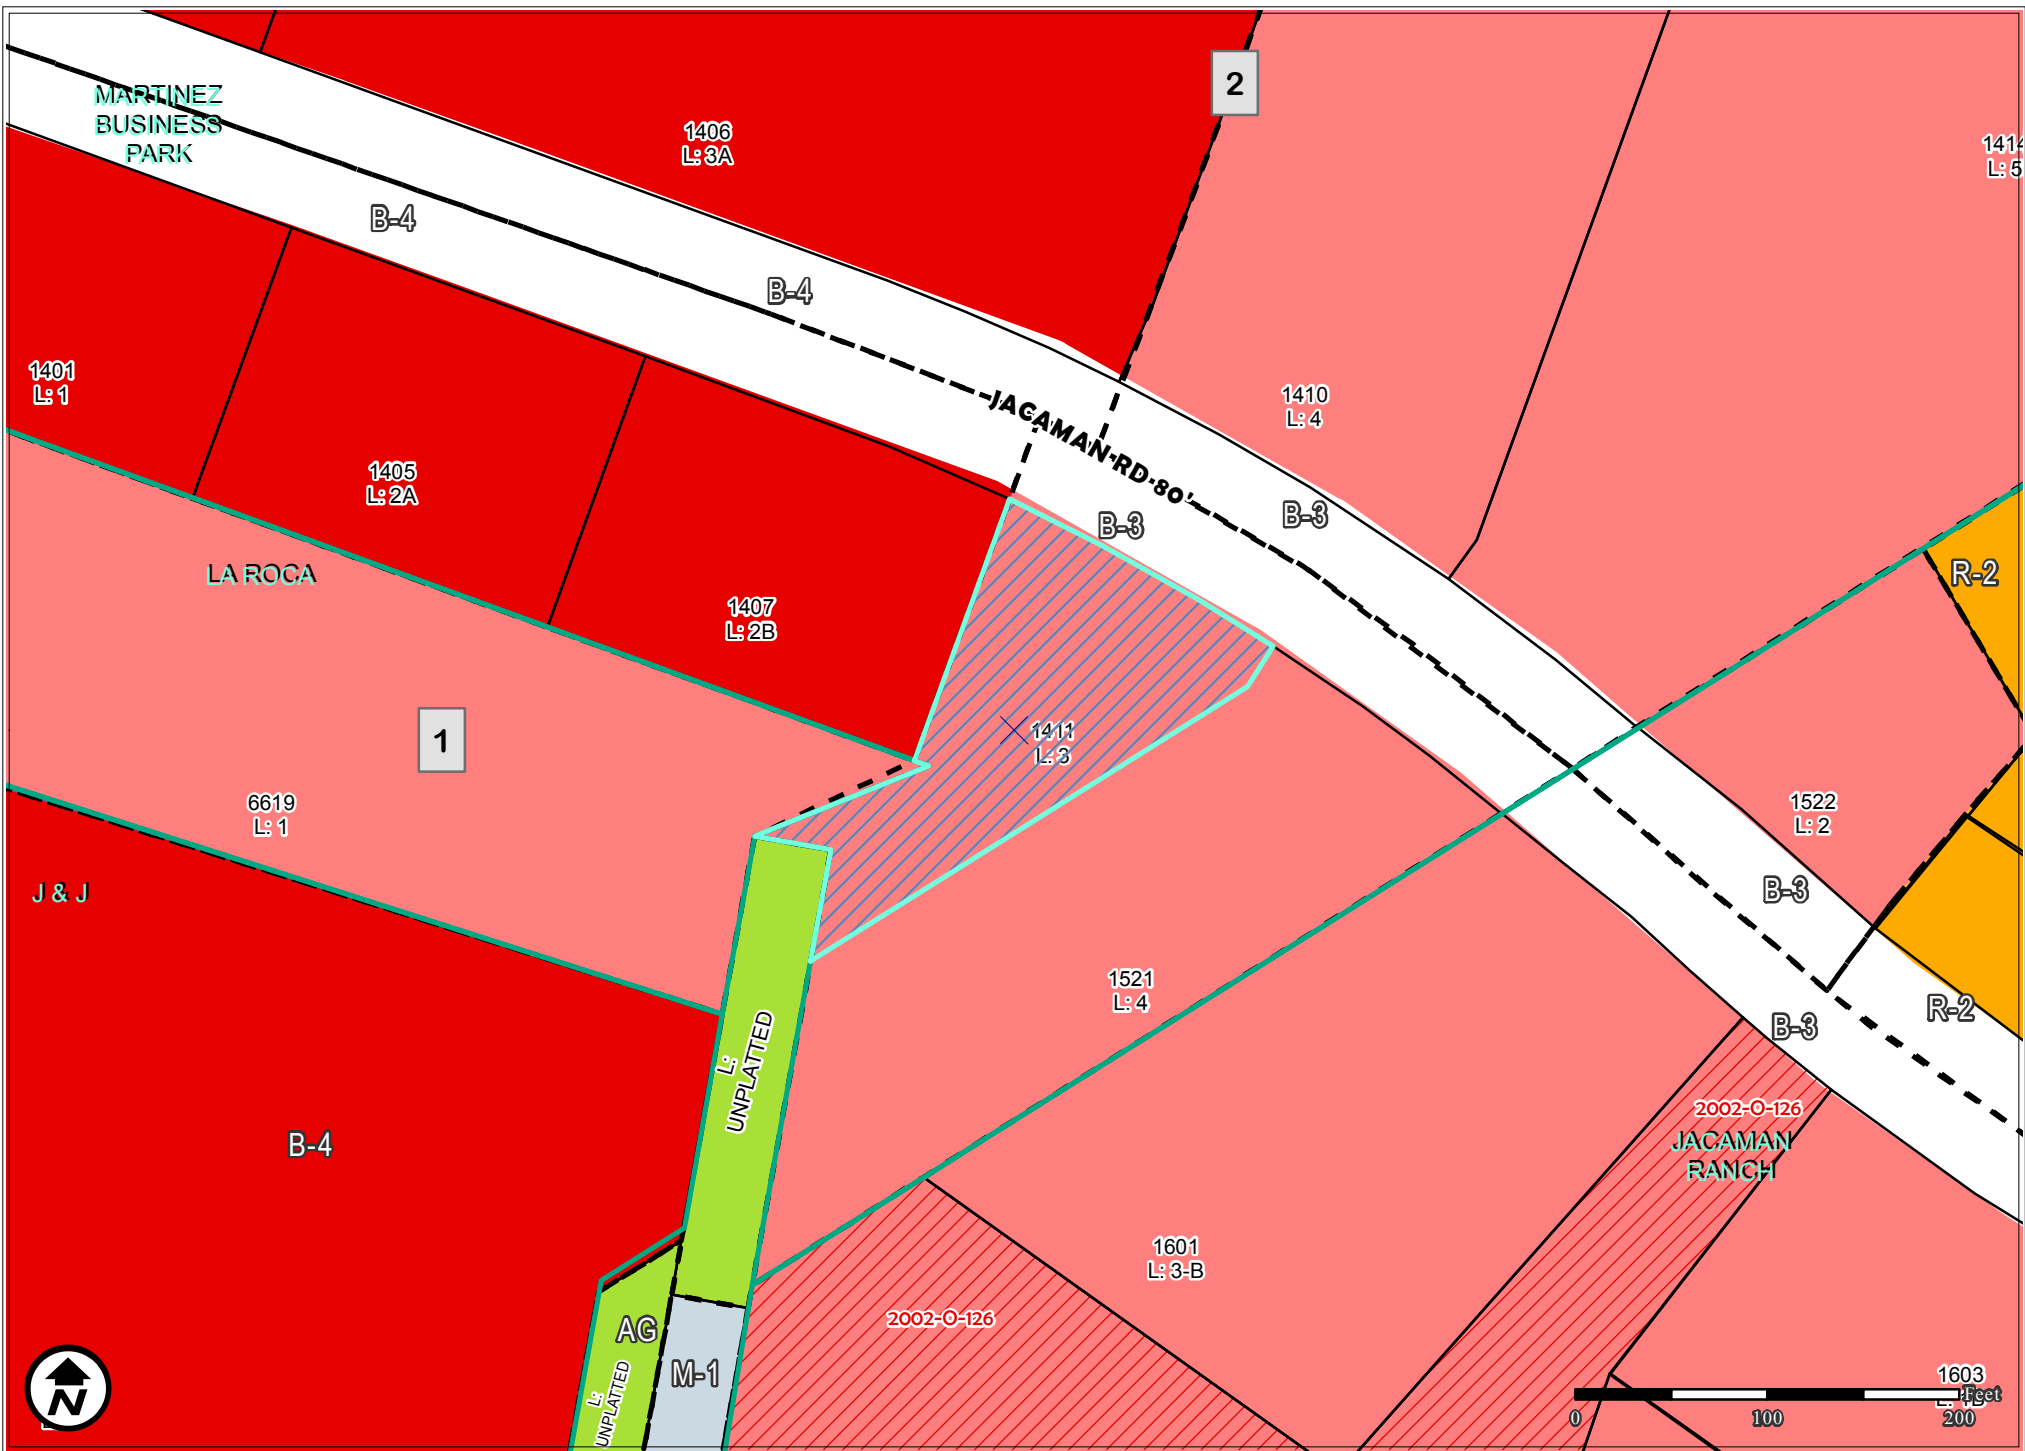 2
MARTINEZ
BUSINESS
PARK
1406
L: 3A
1414
L: 5
B-4
B-4
1401
L: 1
JACAMAN RD 80'
1410
L: 4
1405
L: 2A
B-3
B-3
R-2
LA ROCA
1407
L: 2B
1
1411
L: 3
6619
L: 1
1522
L: 2
J & J
B-3
1521
L: 4
R-2
B-3
L:
UNPLATTED
2002-O-126
JACAMAN
RANCH
B-4
1601
L: 3-B
2002-O-126
AG
M-1
L:
UNPLATTED
N
1603
Feet
0 100 200